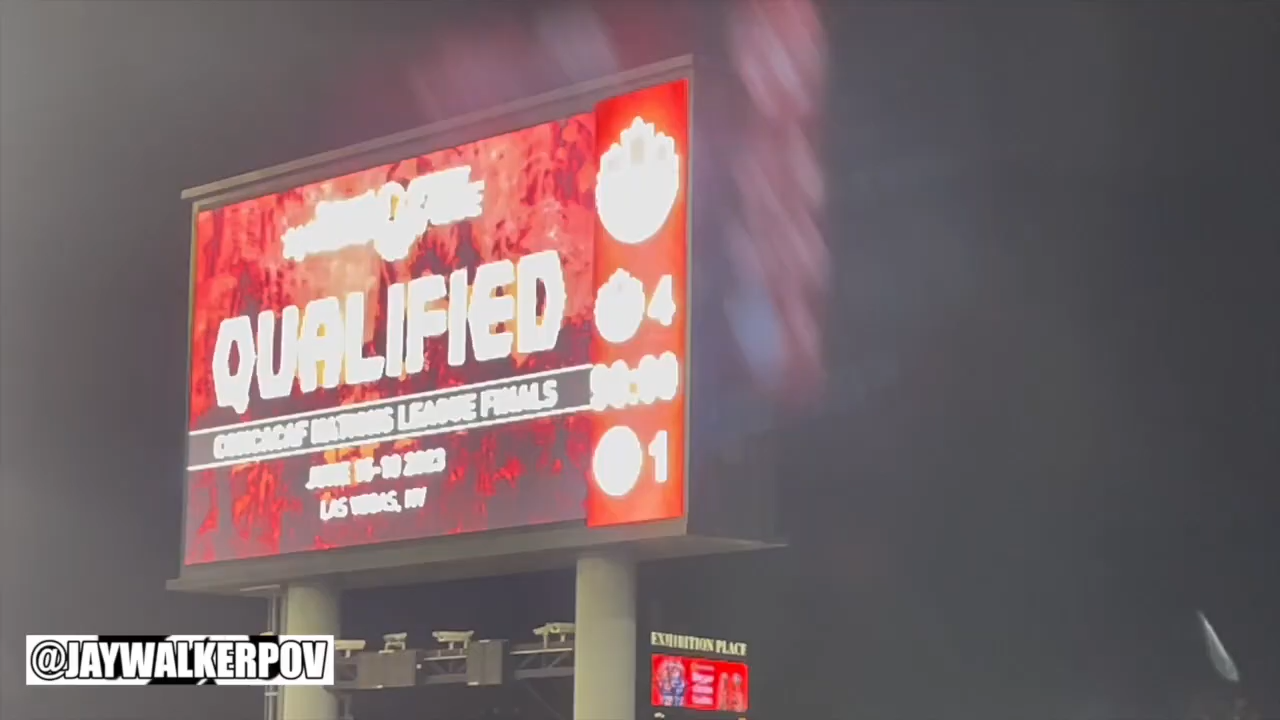 QUALIFIED
CONCACAF NATIONS LEAGUE FINALS
JUNE 15-18 2023
LAS VEGAS, NV
4
90:00
1
EXHIBITION PLACE
@JAYWALKERPOV